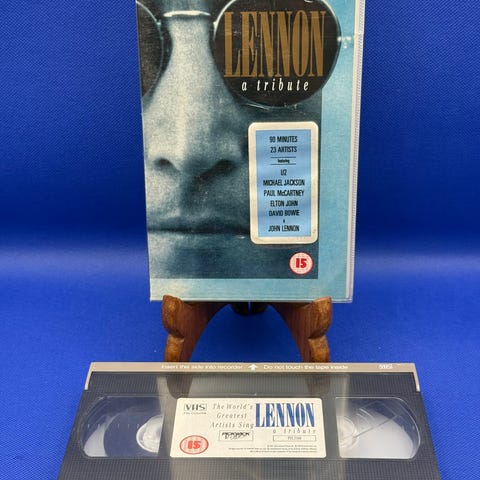 LENNON
a tribute
90 MINUTES
23 ARTISTS
featuring
U2
MICHAEL JACKSON
PAUL McCARTNEY
ELTON JOHN
DAVID BOWIE
&
JOHN LENNON
15
Insert this side into recorder Do not touch the tape inside
VHS
VHS
The World's
Greatest
Artists Sing
LENNON
a tribute
PICKWICK
15